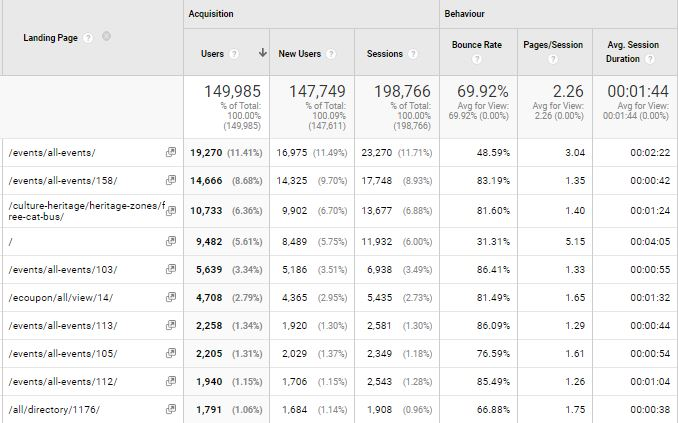 Acquisition Behaviour
Landing Page Users New Users Sessions Bounce Rate Pages/Session Avg. Session Duration
149,985 147,749 198,766 69.92% 2.26 00:01:44
% of Total: % of Total: % of Total: Avg for View: Avg for View: Avg for View:
100.00% 100.09% 100.00% 69.92% (0.00%) 2.26 (0.00%) 00:01:44 (0.00%)
(149,985) (147,611) (198,766)
/events/all-events/ 19,270 (11.41%) 16,975 (11.49%) 23,270 (11.71%) 48.59% 3.04 00:02:22
/events/all-events/158/ 14,666 (8.68%) 14,325 (9.70%) 17,748 (8.93%) 83.19% 1.35 00:00:42
/culture-heritage/heritage-zones/f
ree-cat-bus/ 10,733 (6.36%) 9,902 (6.70%) 13,677 (6.88%) 81.60% 1.40 00:01:24
/ 9,482 (5.61%) 8,489 (5.75%) 11,932 (6.00%) 31.31% 5.15 00:04:05
/events/all-events/103/ 5,639 (3.34%) 5,186 (3.51%) 6,938 (3.49%) 86.41% 1.33 00:00:55
/ecoupon/all/view/14/ 4,708 (2.79%) 4,365 (2.95%) 5,435 (2.73%) 81.49% 1.65 00:01:32
/events/all-events/113/ 2,258 (1.34%) 1,920 (1.30%) 2,581 (1.30%) 86.09% 1.29 00:00:44
/events/all-events/105/ 2,205 (1.31%) 2,029 (1.37%) 2,349 (1.18%) 76.59% 1.61 00:00:54
/events/all-events/112/ 1,940 (1.15%) 1,706 (1.15%) 2,543 (1.28%) 85.49% 1.26 00:01:04
/all/directory/1176/ 1,791 (1.06%) 1,684 (1.14%) 1,908 (0.96%) 66.88% 1.75 00:00:38